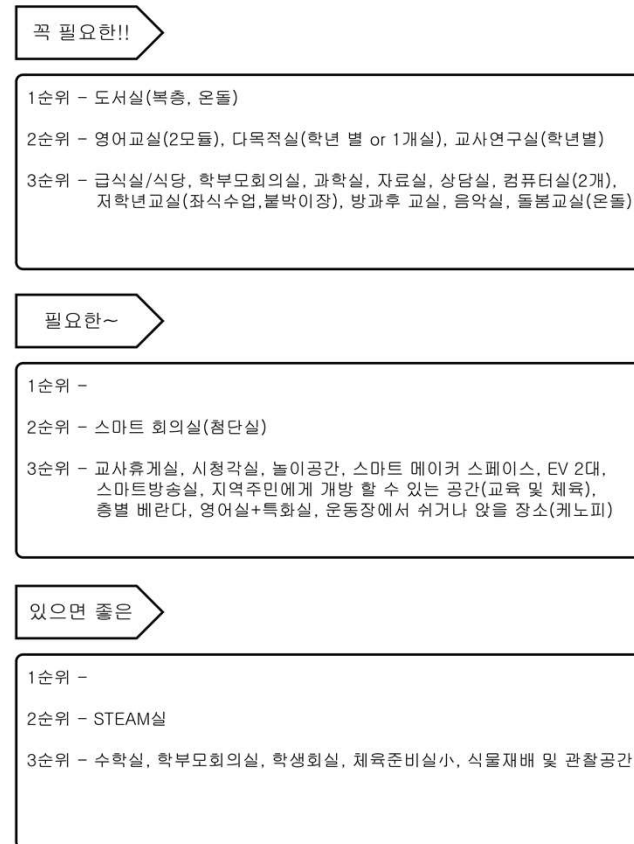 꼭 필요한!!
1순위 - 도서실(복층, 온돌)
2순위 - 영어교실(2모듈), 다목적실(학년 별 or 1개실), 교사연구실(학년별)
3순위 - 급식실/식당, 학부모회의실, 과학실, 자료실, 상담실, 컴퓨터실(2개),
저학년교실(좌식수업,붙박이장), 방과후 교실, 음악실, 돌봄교실(온돌)
필요한~
1순위 -
2순위 - 스마트 회의실(첨단실)
3순위 - 교사휴게실, 시청각실, 놀이공간, 스마트 메이커 스페이스, EV 2대,
스마트방송실, 지역주민에게 개방 할 수 있는 공간(교육 및 체육),
층별 베란다, 영어실+특화실, 운동장에서 쉬거나 앉을 장소(케노피)
있으면 좋은
1순위 -
2순위 - STEAM실
3순위 - 수학실, 학부모회의실, 학생회실, 체육준비실小, 식물재배 및 관찰공간